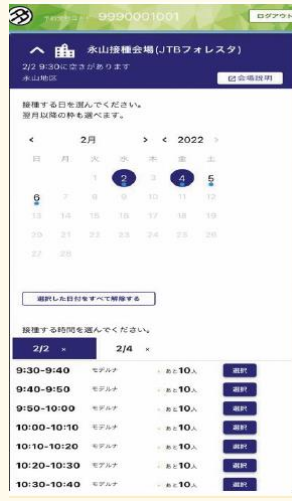 9990001001
ログアウト
永山接種会場(JTBフォレスタ)
2/2 9:30に空きがあります
永山地区
会場説明
接種する日を選んでください。
翌月以降の枠も選べます。
< 2月 > < 2022 >
日 月 火 水 木 金 土
1 2 3 4 5
6 7 8 9 10 11 12
13 14 15 16 17 18 19
20 21 22 23 24 25 26
27 28
選択した日付をすべて解除する
接種する時間を選んでください。
2/2 × 2/4 ×
9:30-9:40 モデルナ あと10人 選択
9:40-9:50 モデルナ あと10人 選択
9:50-10:00 モデルナ あと10人 選択
10:00-10:10 モデルナ あと10人 選択
10:10-10:20 モデルナ あと10人 選択
10:20-10:30 モデルナ あと10人 選択
10:30-10:40 モデルナ あと10人 選択